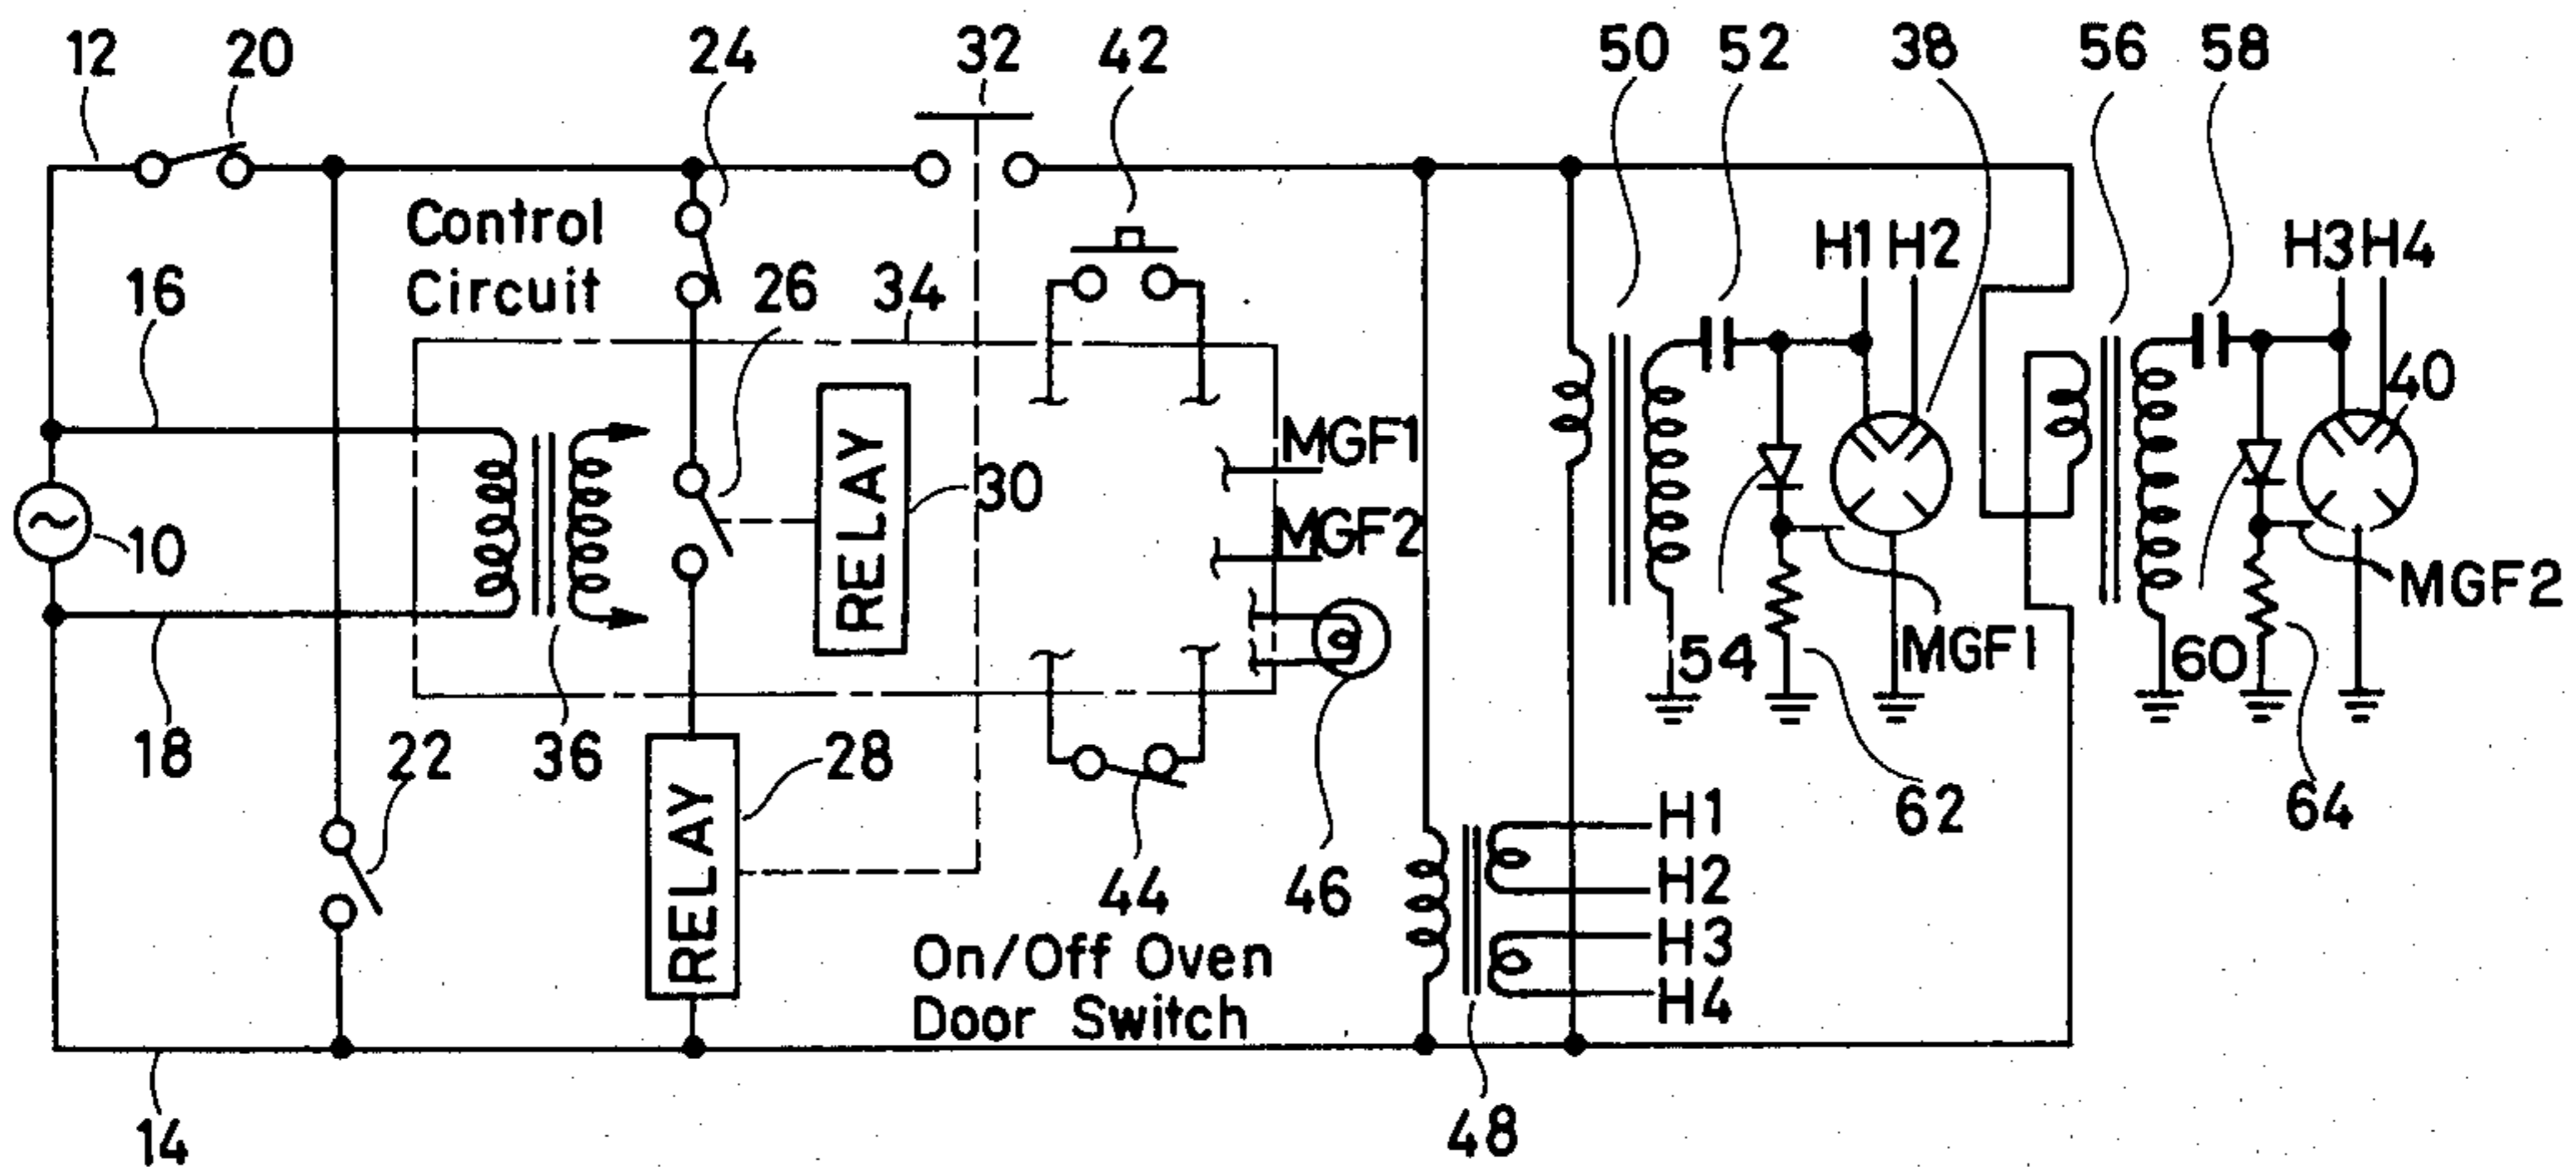 12 20 24 32 42 50 52 38 56 58
Control
Circuit
H1 H2
H3 H4
16
26
34
RELAY
30
MGF1
MGF2
40
10
MGF2
54
MGF1
60
18
36
22
RELAY
28
44
46
62
64
H1
H2
H3
H4
On/Off Oven
Door Switch
14
48